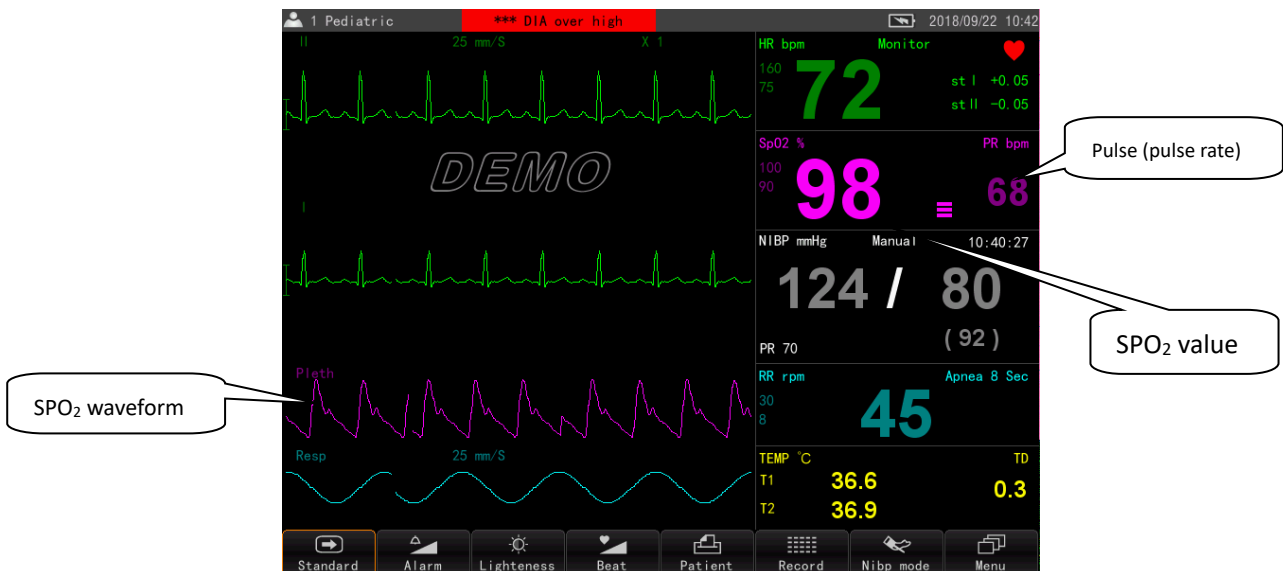 1 Pediatric *** DIA over high 2018/09/22 10:42
II 25 mm/S X 1
HR bpm Monitor
160
75
72
st I +0.05
st II -0.05
DEMO
SpO2 % PR bpm
100
90
98
68
Pulse (pulse rate)
I
NIBP mmHg Manual 10:40:27
124 / 80
(92)
PR 70
SPO₂ value
Pleth
SPO₂ waveform
RR rpm Apnea 8 Sec
30
8
45
Resp 25 mm/S
TEMP °C TD
T1 36.6
0.3
T2 36.9
Standard Alarm Lighteness Beat Patient Record Nibp mode Menu